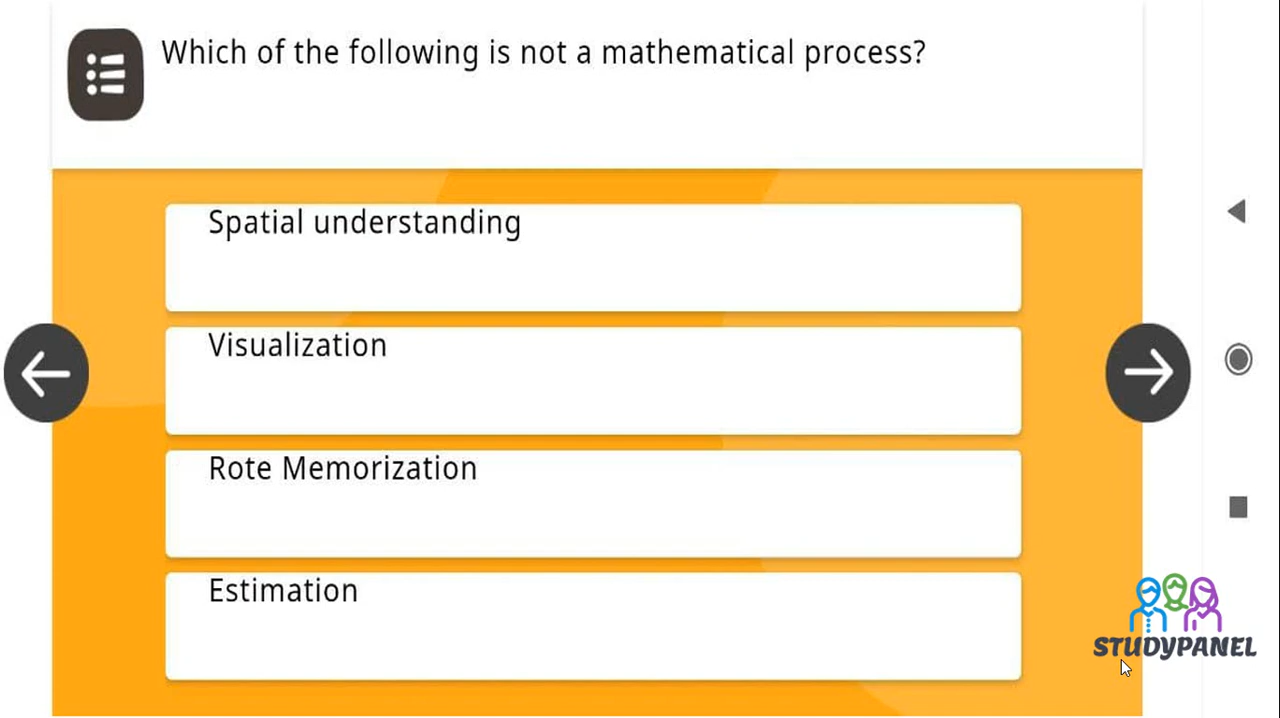 Which of the following is not a mathematical process?
Spatial understanding
Visualization
Rote Memorization
Estimation
STUDYPANEL